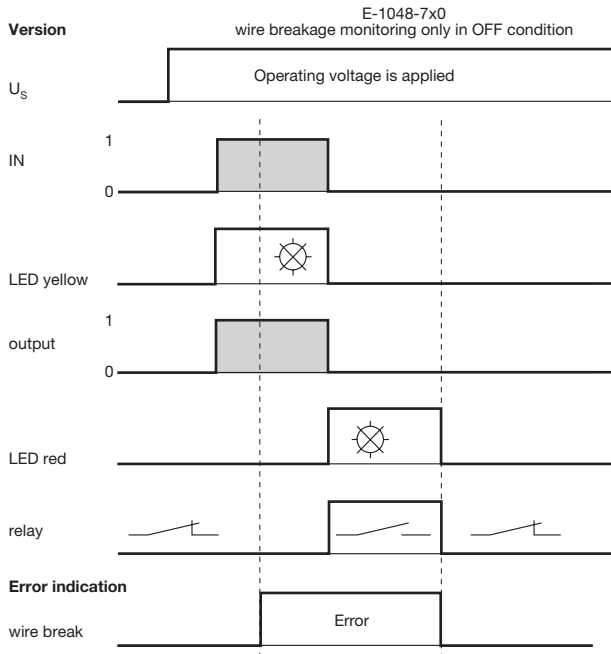 E-1048-7x0
Version wire breakage monitoring only in OFF condition
Operating voltage is applied
US
1
IN
0
LED yellow
1
output
0
LED red
relay
Error indication
Error
wire break